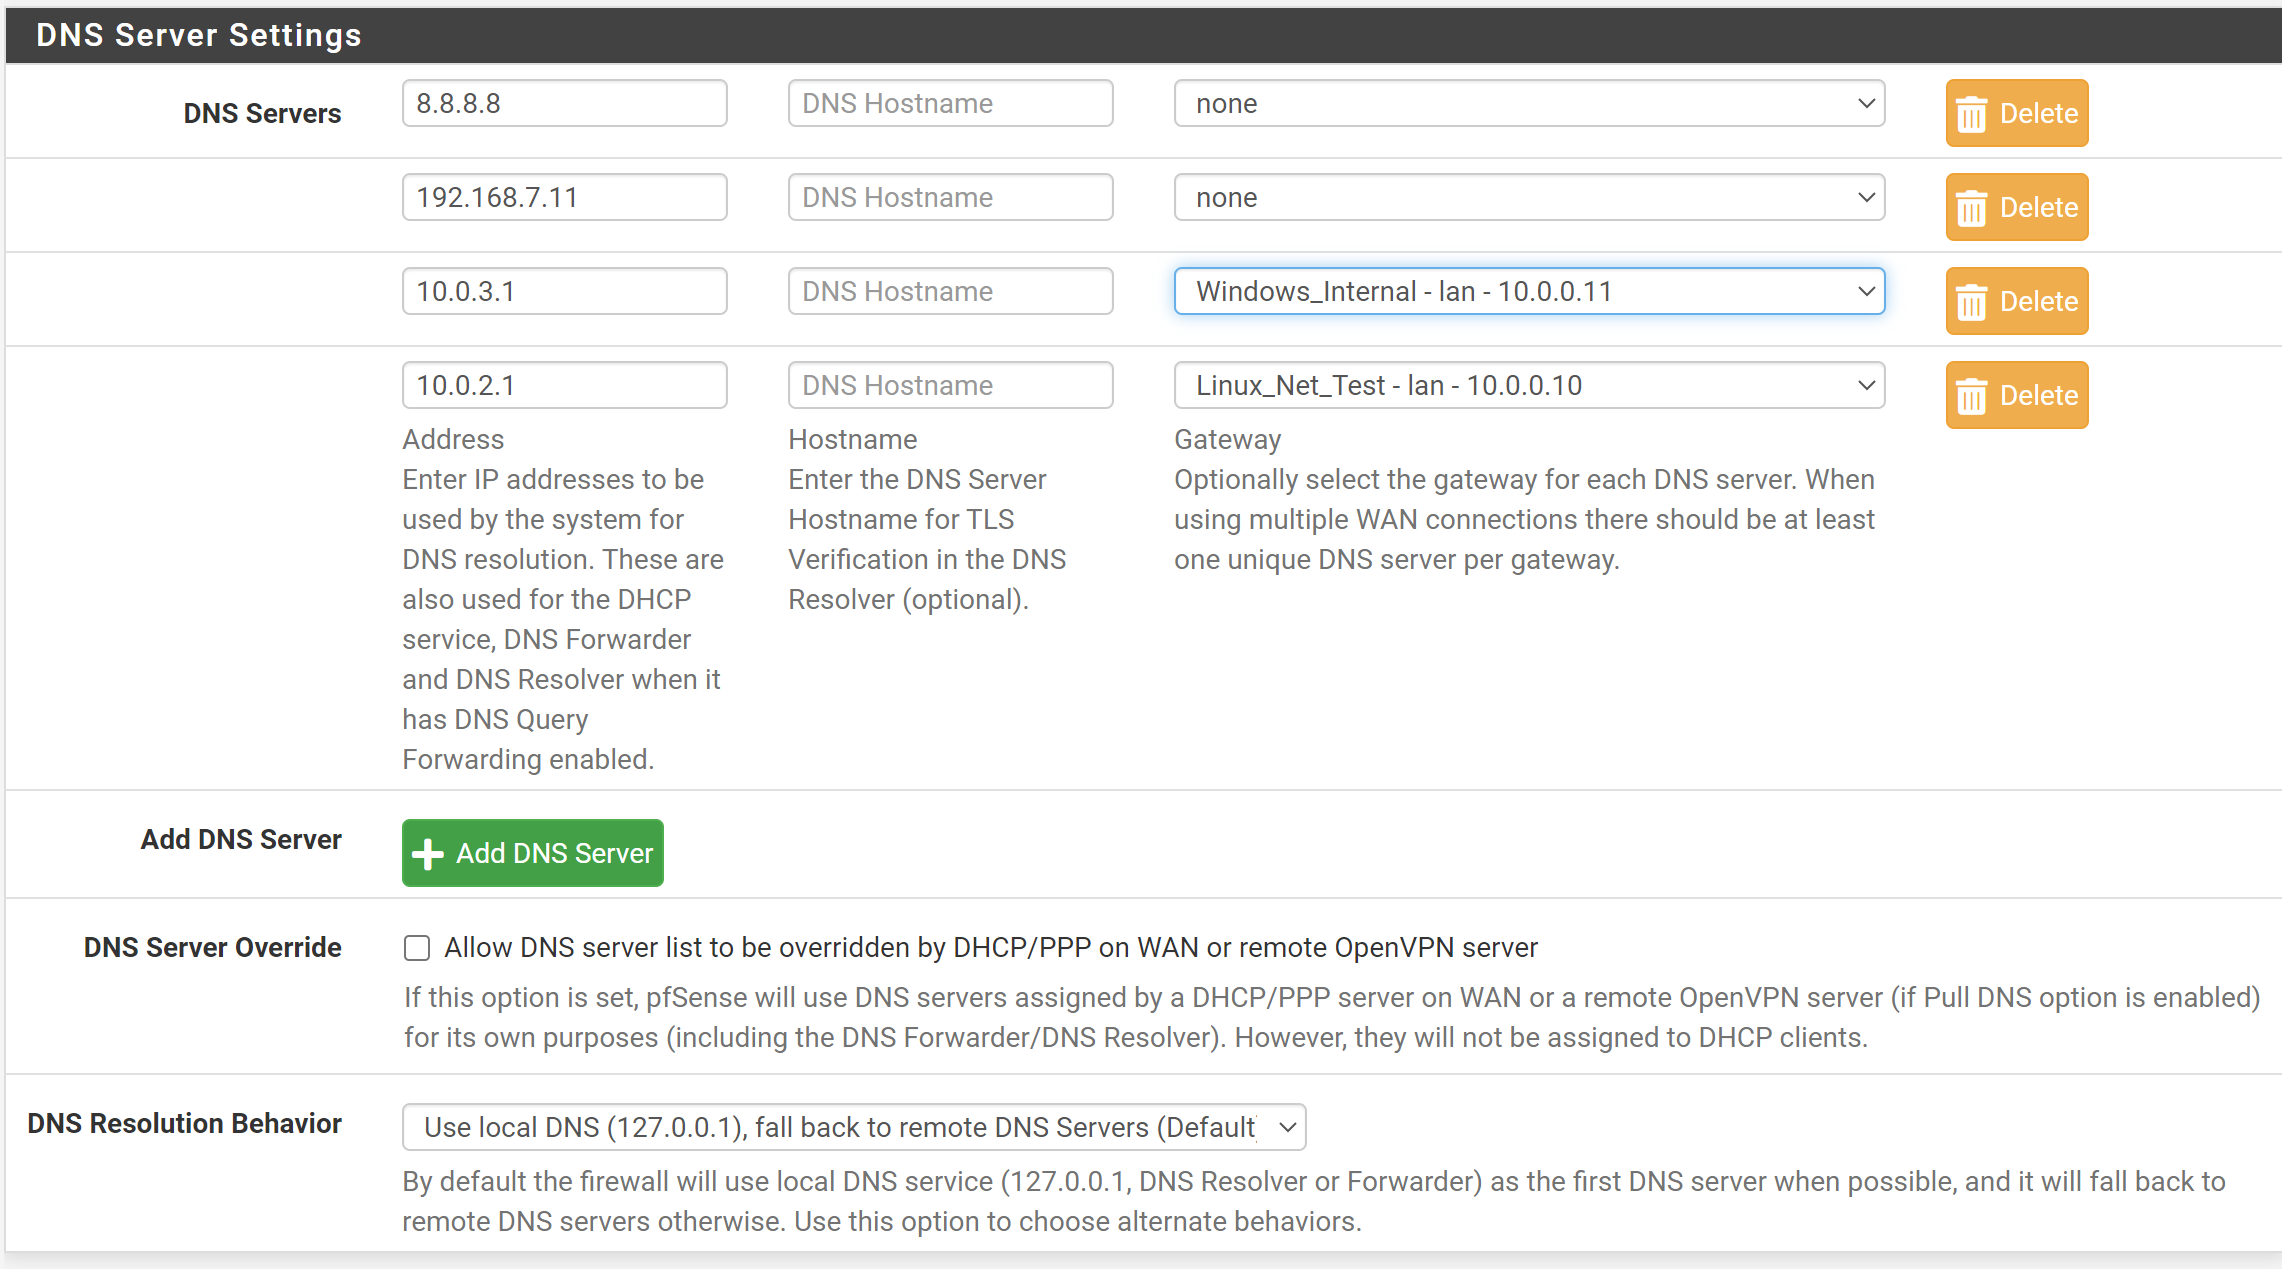 DNS Server Settings
DNS Servers
8.8.8.8 DNS Hostname none Delete
192.168.7.11 DNS Hostname none Delete
10.0.3.1 DNS Hostname Windows_Internal - lan - 10.0.0.11 Delete
10.0.2.1 DNS Hostname Linux_Net_Test - lan - 10.0.0.10 Delete
Address
Enter IP addresses to be
used by the system for
DNS resolution. These are
also used for the DHCP
service, DNS Forwarder
and DNS Resolver when it
has DNS Query
Forwarding enabled.
Hostname
Enter the DNS Server
Hostname for TLS
Verification in the DNS
Resolver (optional).
Gateway
Optionally select the gateway for each DNS server. When
using multiple WAN connections there should be at least
one unique DNS server per gateway.
Add DNS Server
Add DNS Server
DNS Server Override
Allow DNS server list to be overridden by DHCP/PPP on WAN or remote OpenVPN server
If this option is set, pfSense will use DNS servers assigned by a DHCP/PPP server on WAN or a remote OpenVPN server (if Pull DNS option is enabled)
for its own purposes (including the DNS Forwarder/DNS Resolver). However, they will not be assigned to DHCP clients.
DNS Resolution Behavior
Use local DNS (127.0.0.1), fall back to remote DNS Servers (Default)
By default the firewall will use local DNS service (127.0.0.1, DNS Resolver or Forwarder) as the first DNS server when possible, and it will fall back to
remote DNS servers otherwise. Use this option to choose alternate behaviors.